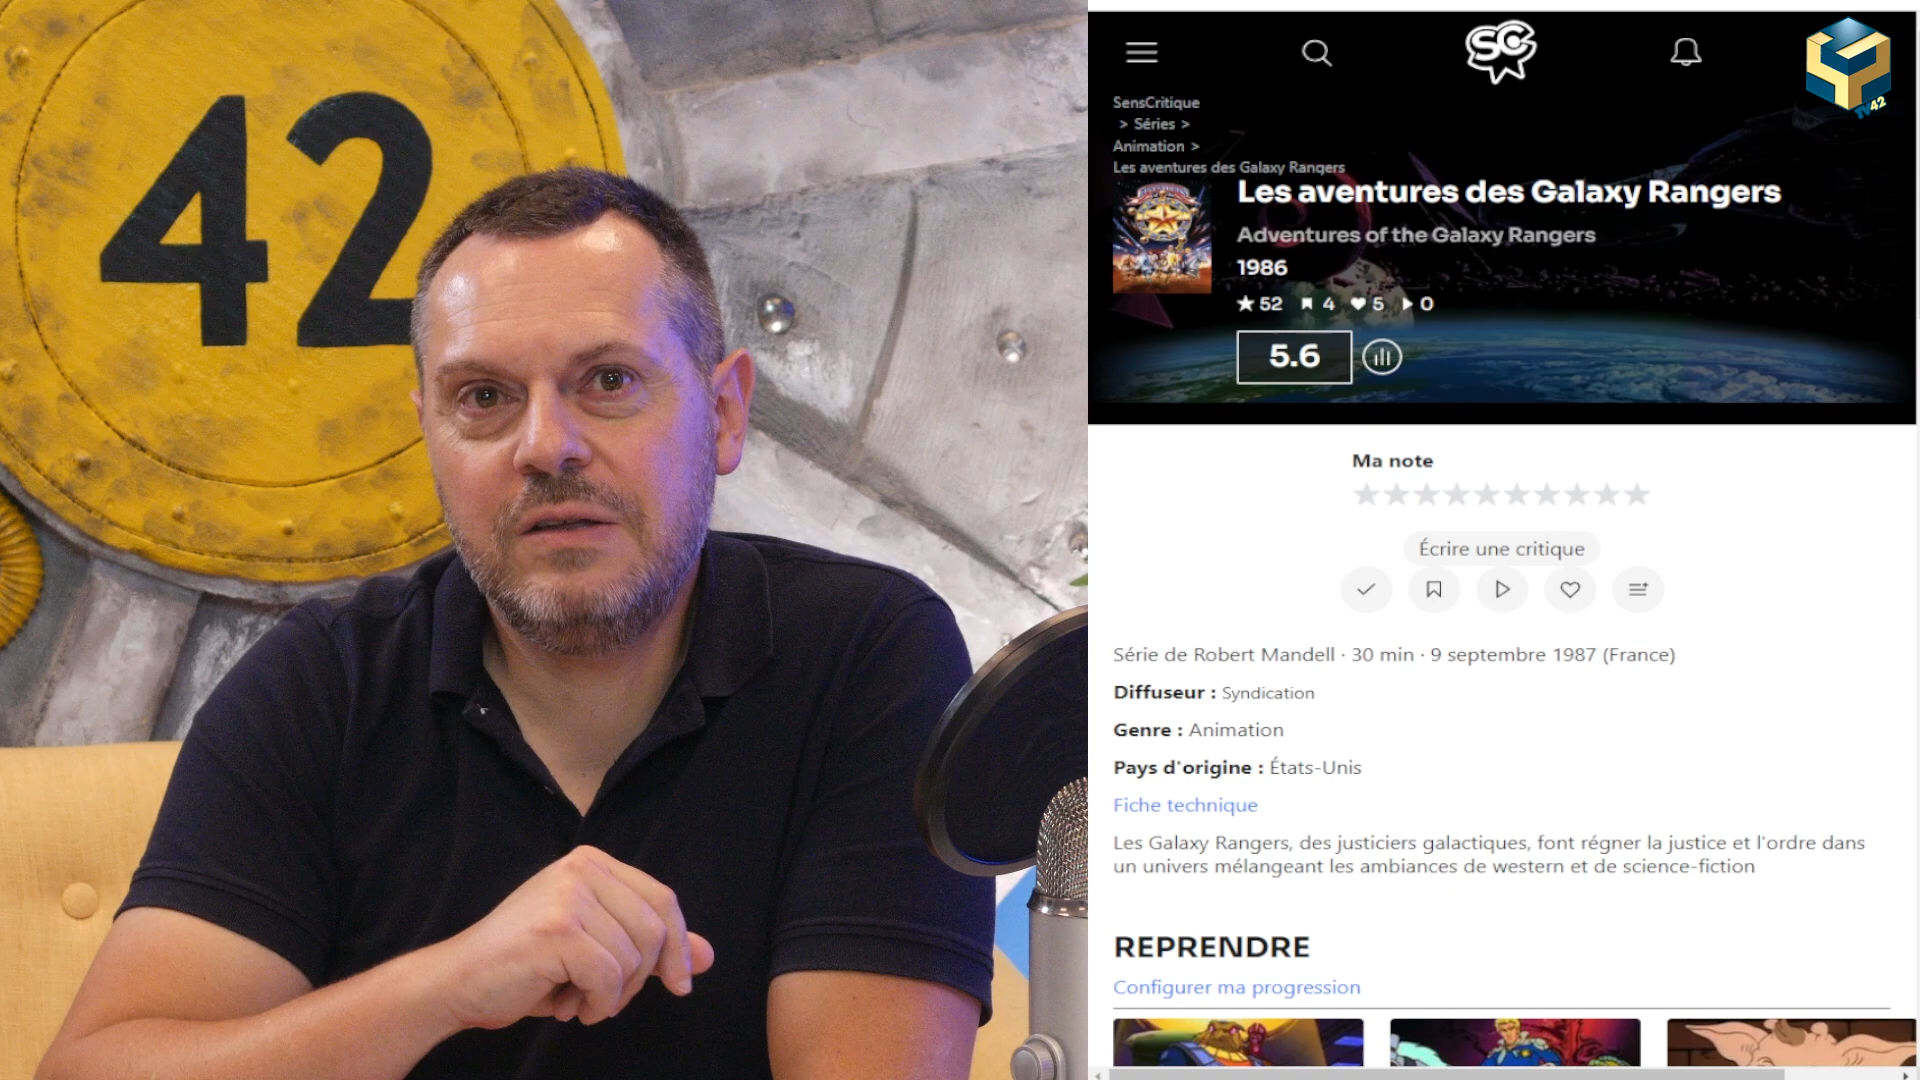 42
SC
TV42
SensCritique
> Séries >
Animation >
Les aventures des Galaxy Rangers
Les aventures des Galaxy Rangers
Adventures of the Galaxy Rangers
1986
52 4 5 0
5.6
Ma note
Écrire une critique
Série de Robert Mandell · 30 min · 9 septembre 1987 (France)
Diffuseur : Syndication
Genre : Animation
Pays d'origine : États-Unis
Fiche technique
Les Galaxy Rangers, des justiciers galactiques, font régner la justice et l'ordre dans
un univers mélangeant les ambiances de western et de science-fiction
REPRENDRE
Configurer ma progression